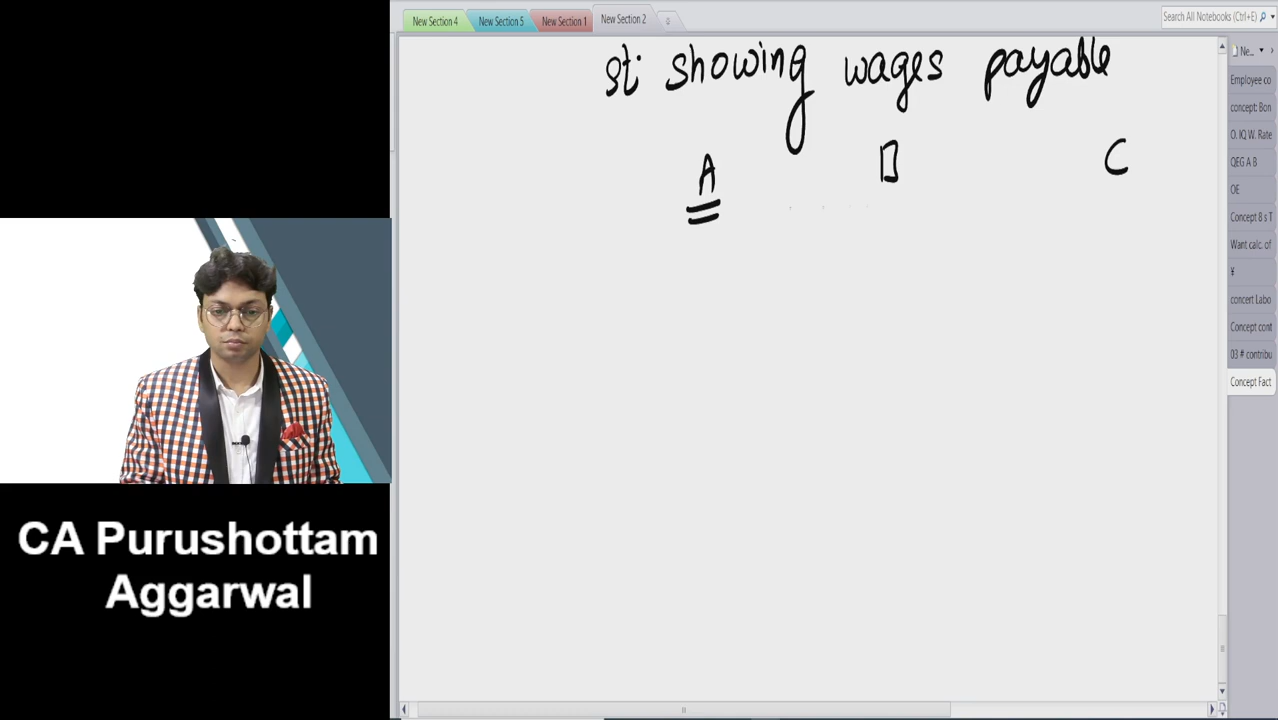 New Section 4 New Section 5 New Section 1 New Section 2
Search All Notebooks (Ctrl+E)
st. showing wages payable
A B C
Ne...
Employee co
concept: Bon
O. IQ W. Rate
QEG A B
OE
Concept 8 s T
Want calc. of
¥
concert Labo
Concept cont
03 # contribu
Concept Fact
CA Purushottam
Aggarwal